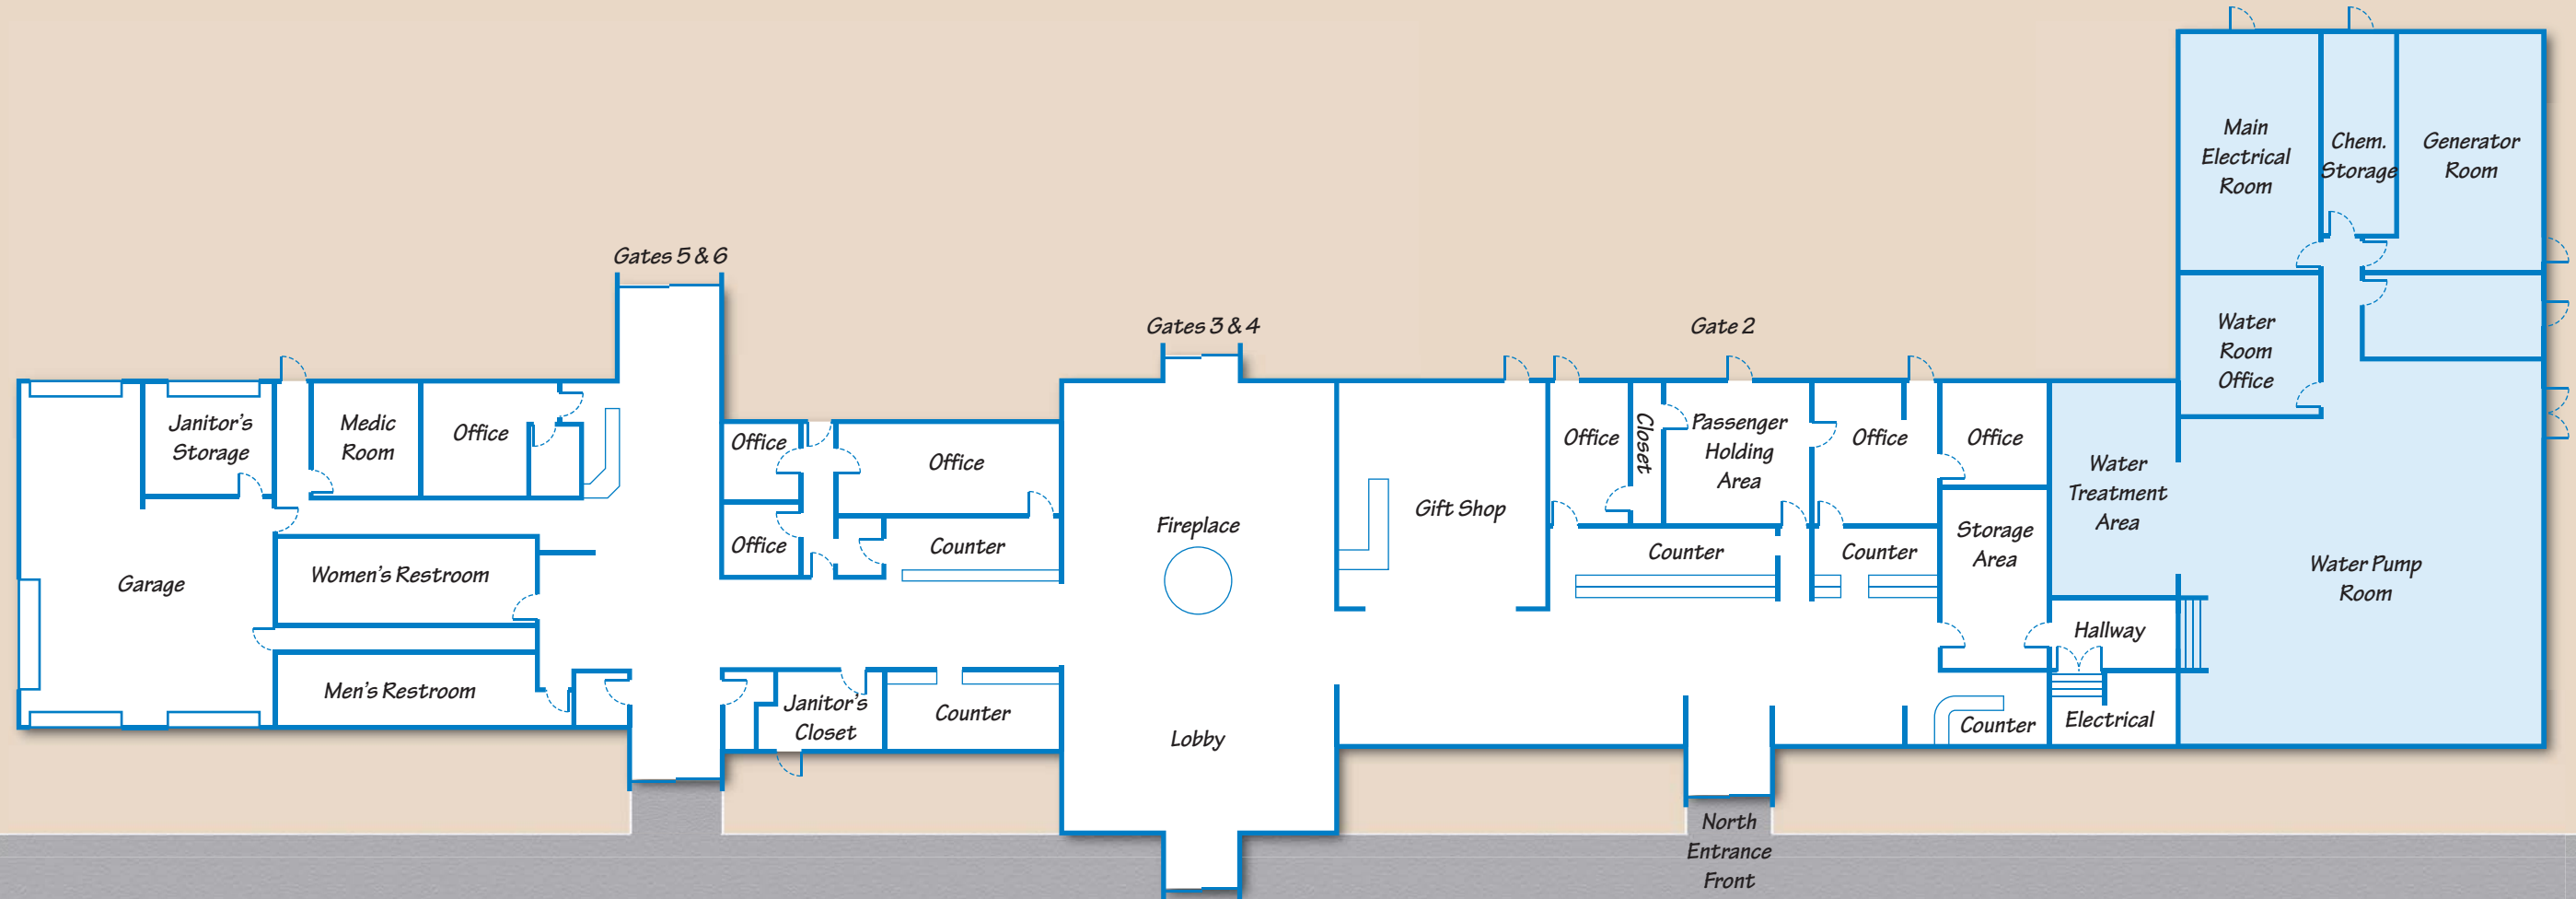 Gates 5 & 6
Gates 3 & 4
Gate 2
Main
Electrical
Room
Chem.
Storage
Generator
Room
Water
Room
Office
Janitor's
Storage
Medic
Room
Office
Office
Office
Office
Counter
Women's Restroom
Garage
Men's Restroom
Janitor's
Closet
Counter
Fireplace
Lobby
Gift Shop
Office
Closet
Passenger
Holding
Area
Office
Office
Counter
Counter
Storage
Area
Water
Treatment
Area
Water Pump
Room
Hallway
Counter
Electrical
North
Entrance
Front